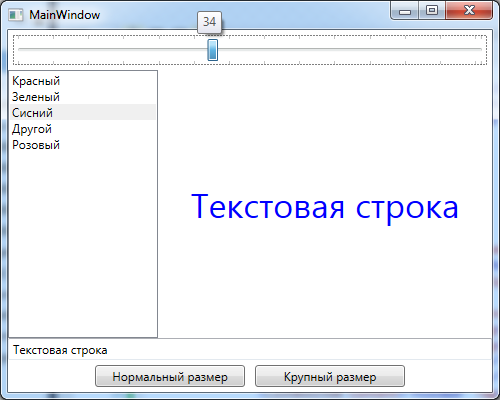 MainWindow
34
Красный
Зеленый
Сисний
Другой
Розовый
Текстовая строка
Текстовая строка
Нормальный размер
Крупный размер